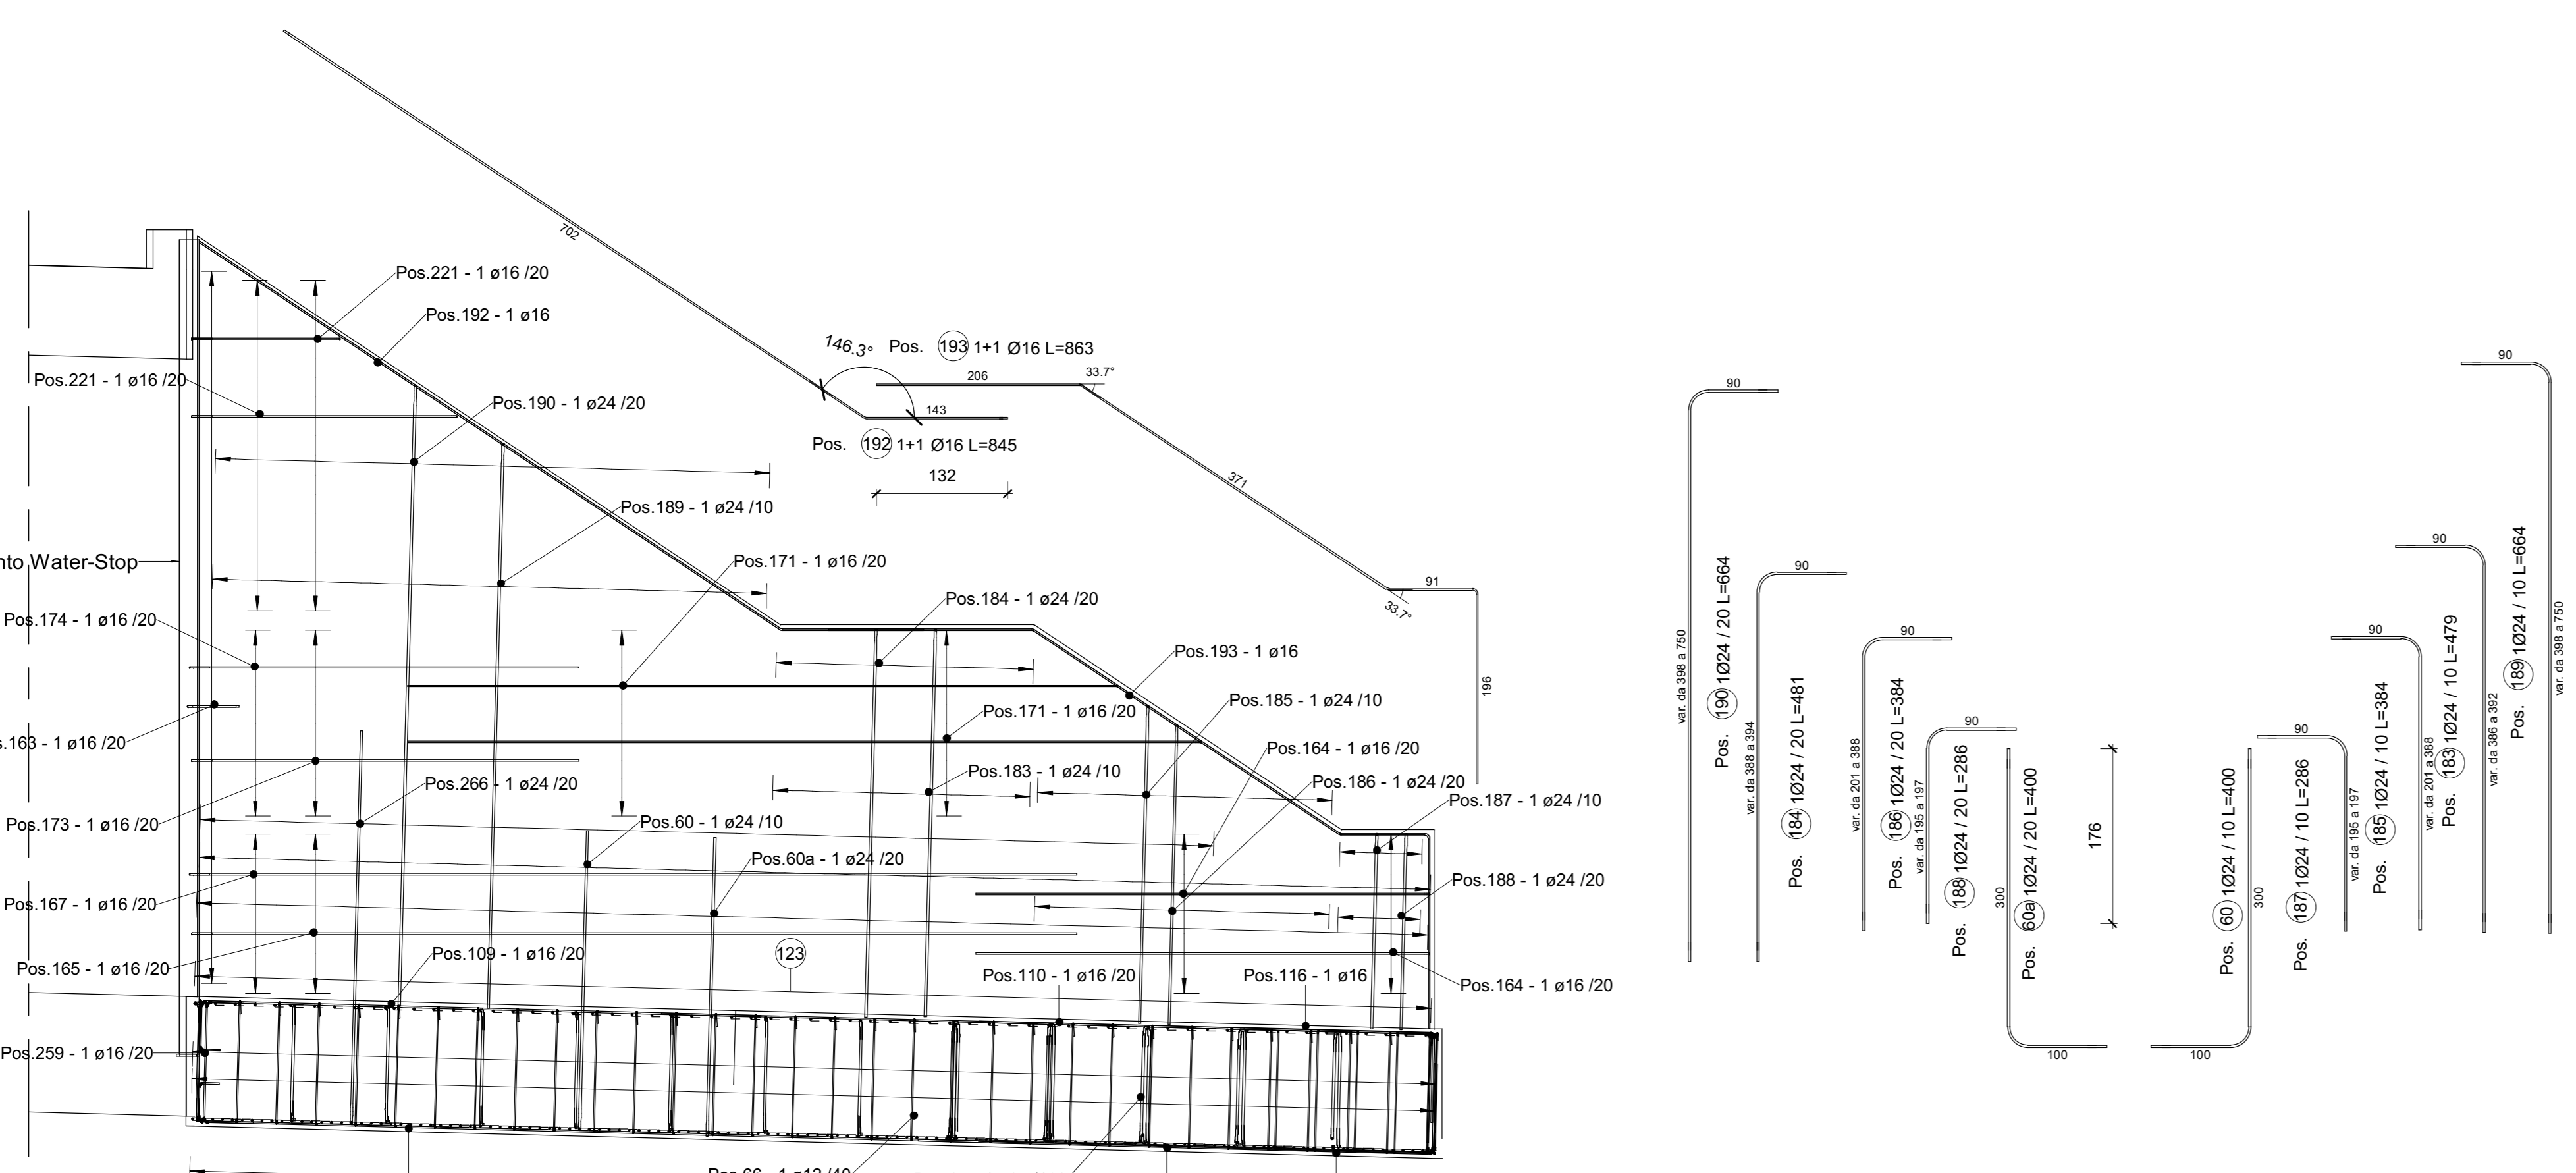 702
Pos.221 - 1 ø16 /20
Pos.192 - 1 ø16
Pos.221 - 1 ø16 /20
Pos.190 - 1 ø24 /20
146.3°
Pos. 193 1+1 Ø16 L=863
206
33.7°
143
Pos. 192 1+1 Ø16 L=845
132
371
91
33.7°
196
Pos.189 - 1 ø24 /10
nto Water-Stop
Pos.171 - 1 ø16 /20
Pos.184 - 1 ø24 /20
Pos.174 - 1 ø16 /20
Pos.193 - 1 ø16
Pos.185 - 1 ø24 /10
Pos.171 - 1 ø16 /20
s.163 - 1 ø16 /20
Pos.164 - 1 ø16 /20
Pos.183 - 1 ø24 /10
Pos.186 - 1 ø24 /20
Pos.266 - 1 ø24 /20
Pos.187 - 1 ø24 /10
Pos.173 - 1 ø16 /20
Pos.60 - 1 ø24 /10
Pos.60a - 1 ø24 /20
Pos.188 - 1 ø24 /20
Pos.167 - 1 ø16 /20
Pos.109 - 1 ø16 /20
123
Pos.165 - 1 ø16 /20
Pos.110 - 1 ø16 /20
Pos.116 - 1 ø16
Pos.164 - 1 ø16 /20
Pos.259 - 1 ø16 /20
Pos.66 - 1 ø12 /40
90
var. da 398 a 750
Pos. 190 1Ø24 / 20 L=664
90
var. da 388 a 394
Pos. 184 1Ø24 / 20 L=481
90
var. da 201 a 388
Pos. 186 1Ø24 / 20 L=384
90
var. da 195 a 197
Pos. 188 1Ø24 / 20 L=286
300
100
Pos. 60a 1Ø24 / 20 L=400
176
Pos. 60 1Ø24 / 10 L=400
300
100
90
Pos. 187 1Ø24 / 10 L=286
var. da 195 a 197
90
Pos. 185 1Ø24 / 10 L=384
var. da 201 a 388
90
Pos. 183 1Ø24 / 10 L=479
var. da 386 a 392
90
Pos. 189 1Ø24 / 10 L=664
var. da 398 a 750